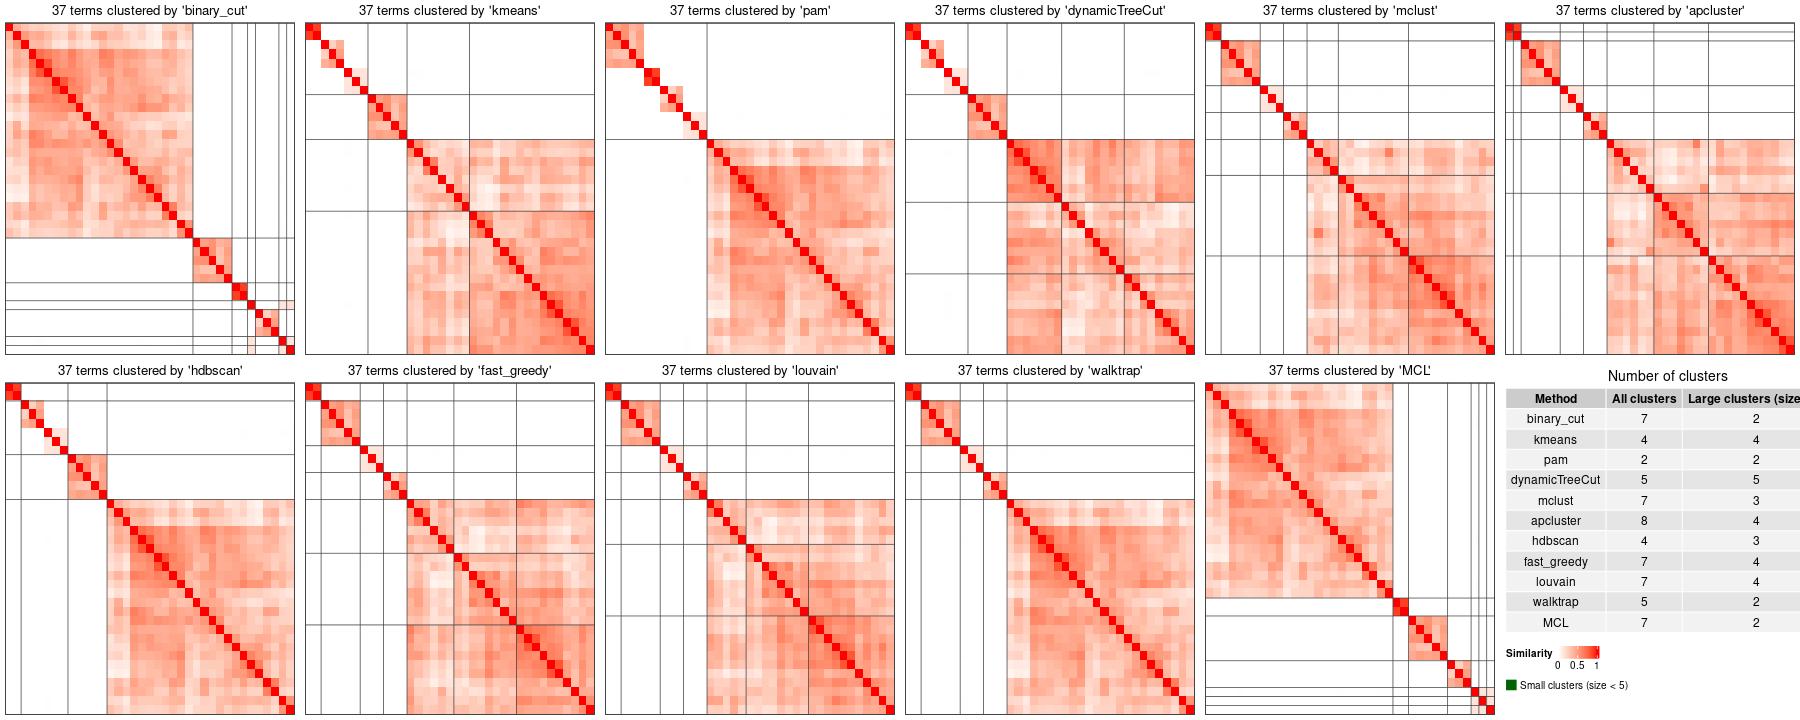 37 terms clustered by 'binary_cut'
37 terms clustered by 'kmeans'
37 terms clustered by 'pam'
37 terms clustered by 'dynamicTreeCut'
37 terms clustered by 'mclust'
37 terms clustered by 'apcluster'
37 terms clustered by 'hdbscan'
37 terms clustered by 'fast_greedy'
37 terms clustered by 'louvain'
37 terms clustered by 'walktrap'
37 terms clustered by 'MCL'
Number of clusters
Method All clusters Large clusters (size
binary_cut 7 2
kmeans 4 4
pam 2 2
dynamicTreeCut 5 5
mclust 7 3
apcluster 8 4
hdbscan 4 3
fast_greedy 7 4
louvain 7 4
walktrap 5 2
MCL 7 2
Similarity
0 0.5 1
Small clusters (size < 5)